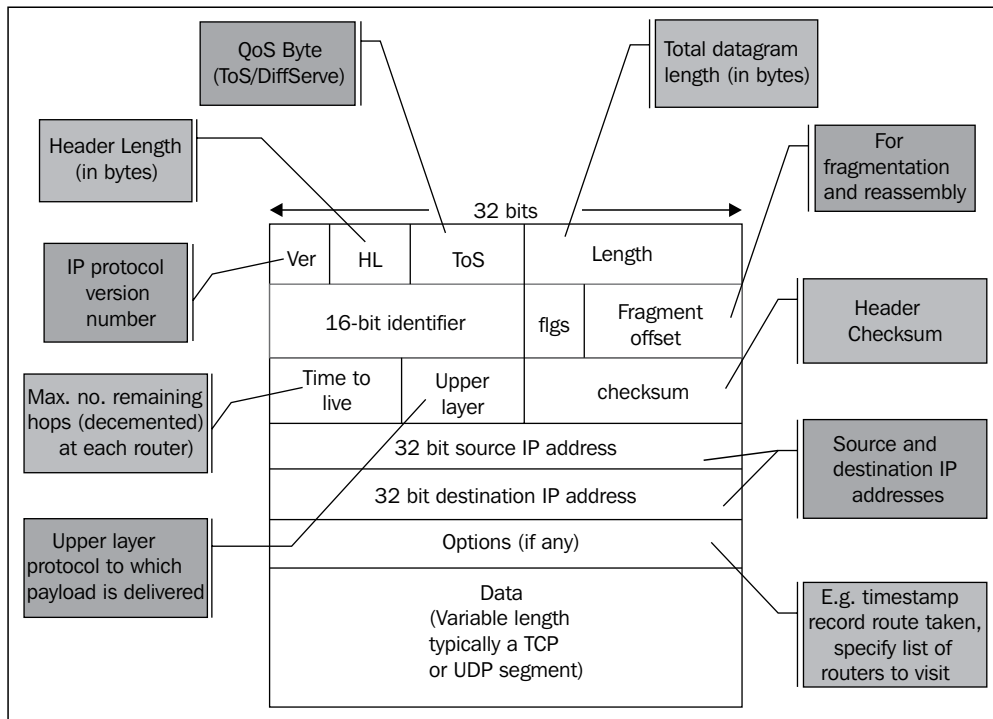 QoS Byte
(ToS/DiffServe)
Total datagram
length (in bytes)
Header Length
(in bytes)
For
fragmentation
and reassembly
32 bits
IP protocol
version
number
Ver
HL
ToS
Length
16-bit identifier
flgs
Fragment
offset
Header
Checksum
Max. no. remaining
hops (decemented)
at each router)
Time to
live
Upper
layer
checksum
32 bit source IP address
Source and
destination IP
addresses
32 bit destination IP address
Upper layer
protocol to which
payload is delivered
Options (if any)
Data
(Variable length
typically a TCP
or UDP segment)
E.g. timestamp
record route taken,
specify list of
routers to visit